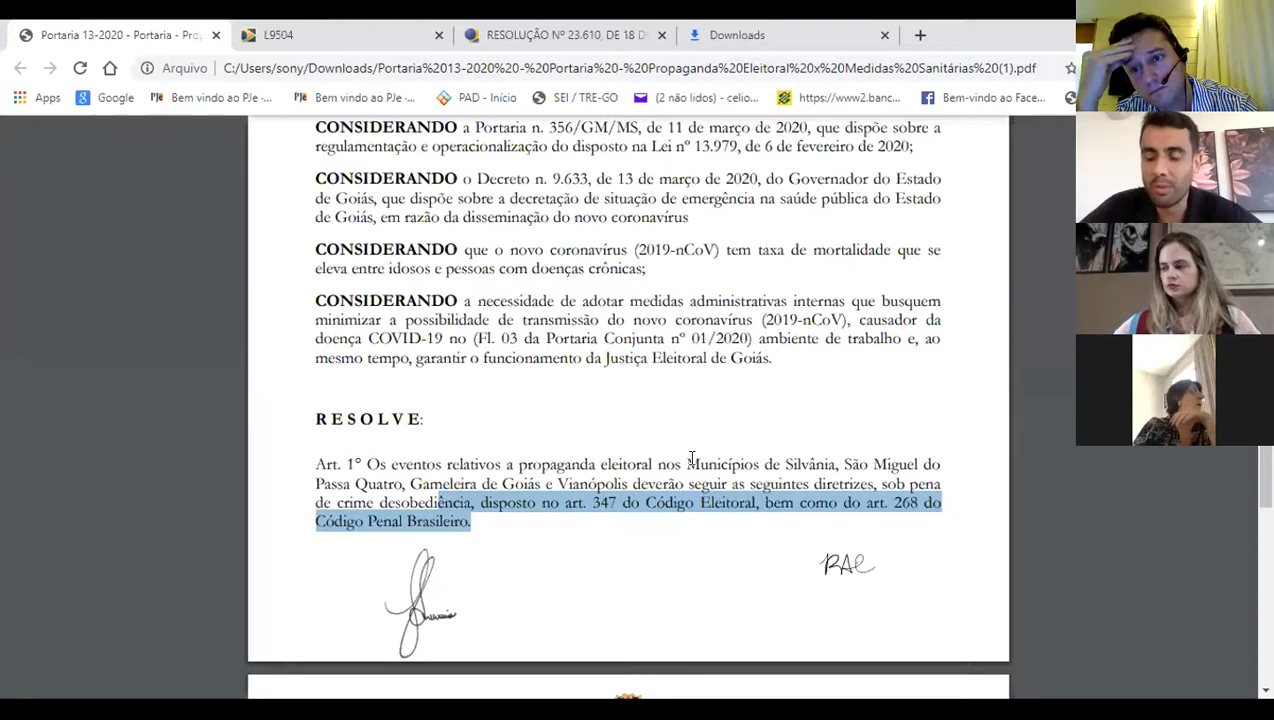 Portaria 13-2020 - Portaria - Pro
L9504
RESOLUÇÃO Nº 23.610, DE 18 D
Downloads
Arquivo C:/Users/sony/Downloads/Portaria%2013-2020%20-%20Portaria%20-%20Propaganda%20Eleitoral%20x%20Medidas%20Sanitárias%20(1).pdf
Apps Google Bem vindo ao PJe -... Bem vindo ao PJe -... PAD - Início SEI / TRE-GO (2 não lidos) - celio... https://www2.banc... Bem-vindo ao Face...
CONSIDERANDO a Portaria n. 356/GM/MS, de 11 de março de 2020, que dispõe sobre a
regulamentação e operacionalização do disposto na Lei nº 13.979, de 6 de fevereiro de 2020;
CONSIDERANDO o Decreto n. 9.633, de 13 de março de 2020, do Governador do Estado
de Goiás, que dispõe sobre a decretação de situação de emergência na saúde pública do Estado
de Goiás, em razão da disseminação do novo coronavírus
CONSIDERANDO que o novo coronavírus (2019-nCoV) tem taxa de mortalidade que se
eleva entre idosos e pessoas com doenças crônicas;
CONSIDERANDO a necessidade de adotar medidas administrativas internas que busquem
minimizar a possibilidade de transmissão do novo coronavírus (2019-nCoV), causador da
doença COVID-19 no (Fl. 03 da Portaria Conjunta nº 01/2020) ambiente de trabalho e, ao
mesmo tempo, garantir o funcionamento da Justiça Eleitoral de Goiás.
R E S O L V E:
Art. 1° Os eventos relativos a propaganda eleitoral nos Municípios de Silvânia, São Miguel do
Passa Quatro, Gameleira de Goiás e Vianópolis deverão seguir as seguintes diretrizes, sob pena
de crime desobediência, disposto no art. 347 do Código Eleitoral, bem como do art. 268 do
Código Penal Brasileiro.
RAC